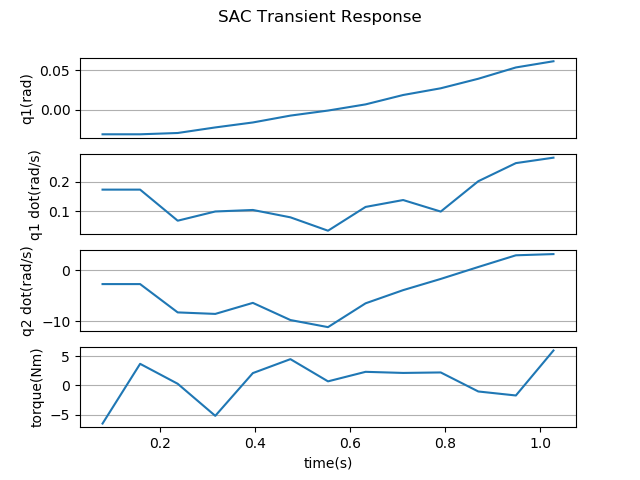 SAC Transient Response
q1(rad)
0.05
0.00
q1 dot(rad/s)
0.2
0.1
q2 dot(rad/s)
0
−10
torque(Nm)
5
0
−5
0.2 0.4 0.6 0.8 1.0
time(s)